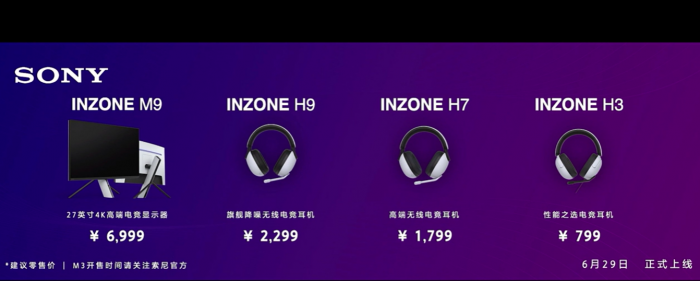 SONY
INZONE M9
INZONE H9
INZONE H7
INZONE H3
27英寸4K高端电竞显示器
旗舰降噪无线电竞耳机
高端无线电竞耳机
性能之选电竞耳机
¥ 6,999
¥ 2,299
¥ 1,799
¥ 799
*建议零售价 | M3开售时间请关注索尼官方
6月29日 正式上线